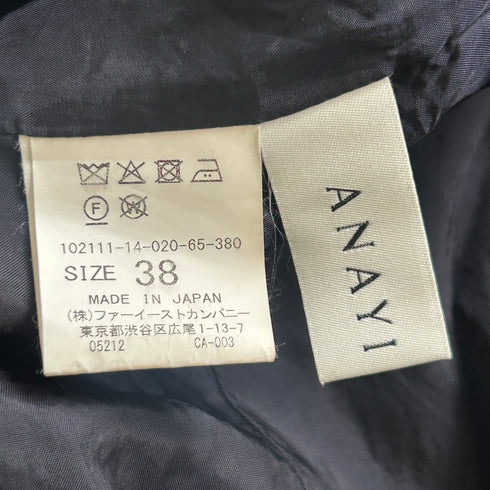 F W
102111-14-020-65-380
SIZE 38
MADE IN JAPAN
(株)ファーイーストカンパニー
東京都渋谷区広尾1-13-7
05212 CA-003
ANAYI